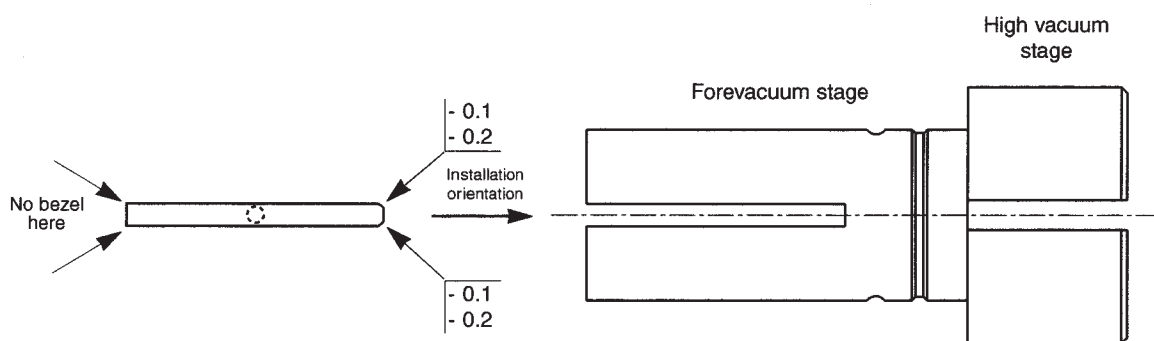 High vacuum
stage
Forevacuum stage
- 0.1
- 0.2
Installation
orientation
No bezel
here
- 0.1
- 0.2